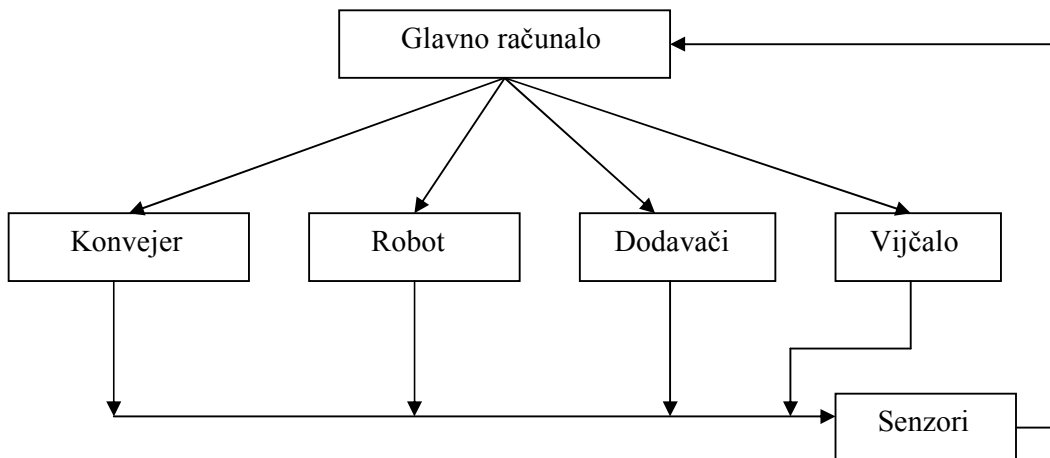 Glavno računalo
Konvejer
Robot
Dodavači
Vijčalo
Senzori